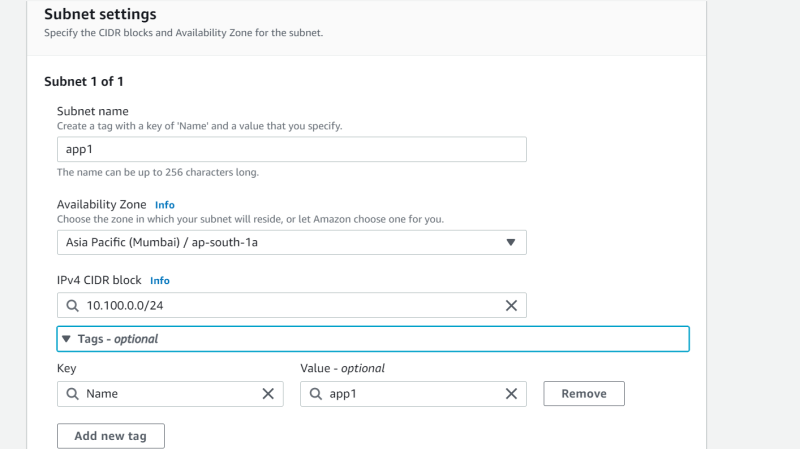 Subnet settings
Specify the CIDR blocks and Availability Zone for the subnet.
Subnet 1 of 1
Subnet name
Create a tag with a key of 'Name' and a value that you specify.
app1
The name can be up to 256 characters long.
Availability Zone Info
Choose the zone in which your subnet will reside, or let Amazon choose one for you.
Asia Pacific (Mumbai) / ap-south-1a
IPv4 CIDR block Info
10.100.0.0/24
Tags - optional
Key Value - optional
Name app1 Remove
Add new tag